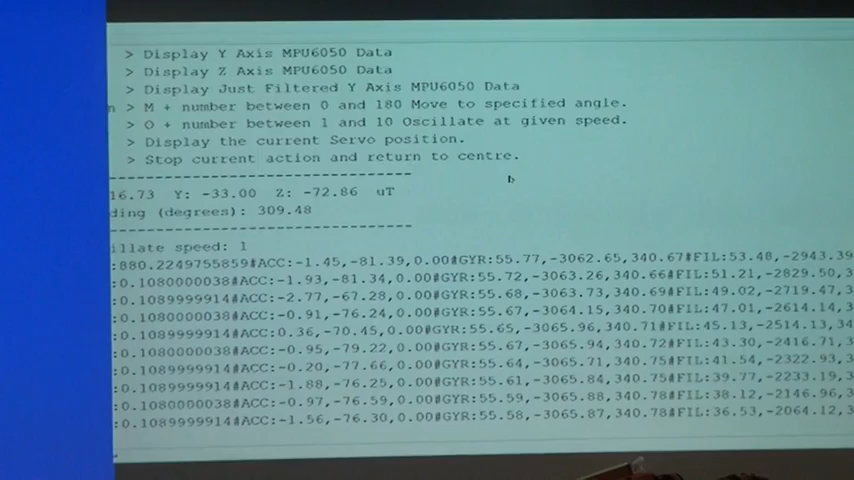 > Display Y Axis MPU6050 Data
> Display Z Axis MPU6050 Data
> Display Just Filtered Y Axis MPU6050 Data
n > M + number between 0 and 180 Move to specified angle.
> O + number between 1 and 10 Oscillate at given speed.
> Display the current Servo position.
> Stop current action and return to centre.
------------------------------------
16.73 Y: -33.00 Z: -72.86 uT
ding (degrees): 309.48
------------------------------------
illate speed: 1
:880.2249755859#ACC:-1.45,-81.39,0.00#GYR:55.77,-3062.65,340.67#FIL:53.48,-2943.39
:0.1080000038#ACC:-1.93,-81.34,0.00#GYR:55.72,-3063.26,340.66#FIL:51.21,-2829.50,3
:0.1089999914#ACC:-2.77,-67.28,0.00#GYR:55.68,-3063.73,340.69#FIL:49.02,-2719.47,3
:0.1080000038#ACC:-0.91,-76.24,0.00#GYR:55.67,-3064.15,340.70#FIL:47.01,-2614.14,3
:0.1089999914#ACC:0.36,-70.45,0.00#GYR:55.65,-3065.96,340.71#FIL:45.13,-2514.13,34
:0.1080000038#ACC:-0.95,-79.22,0.00#GYR:55.67,-3065.94,340.72#FIL:43.30,-2416.71,3
:0.1089999914#ACC:-0.20,-77.66,0.00#GYR:55.64,-3065.71,340.75#FIL:41.54,-2322.93,3
:0.1089999914#ACC:-1.88,-76.25,0.00#GYR:55.61,-3065.84,340.75#FIL:39.77,-2233.19,3
:0.1080000038#ACC:-0.97,-76.59,0.00#GYR:55.59,-3065.88,340.78#FIL:38.12,-2146.96,3
:0.1089999914#ACC:-1.56,-76.30,0.00#GYR:55.58,-3065.87,340.78#FIL:36.53,-2064.12,3